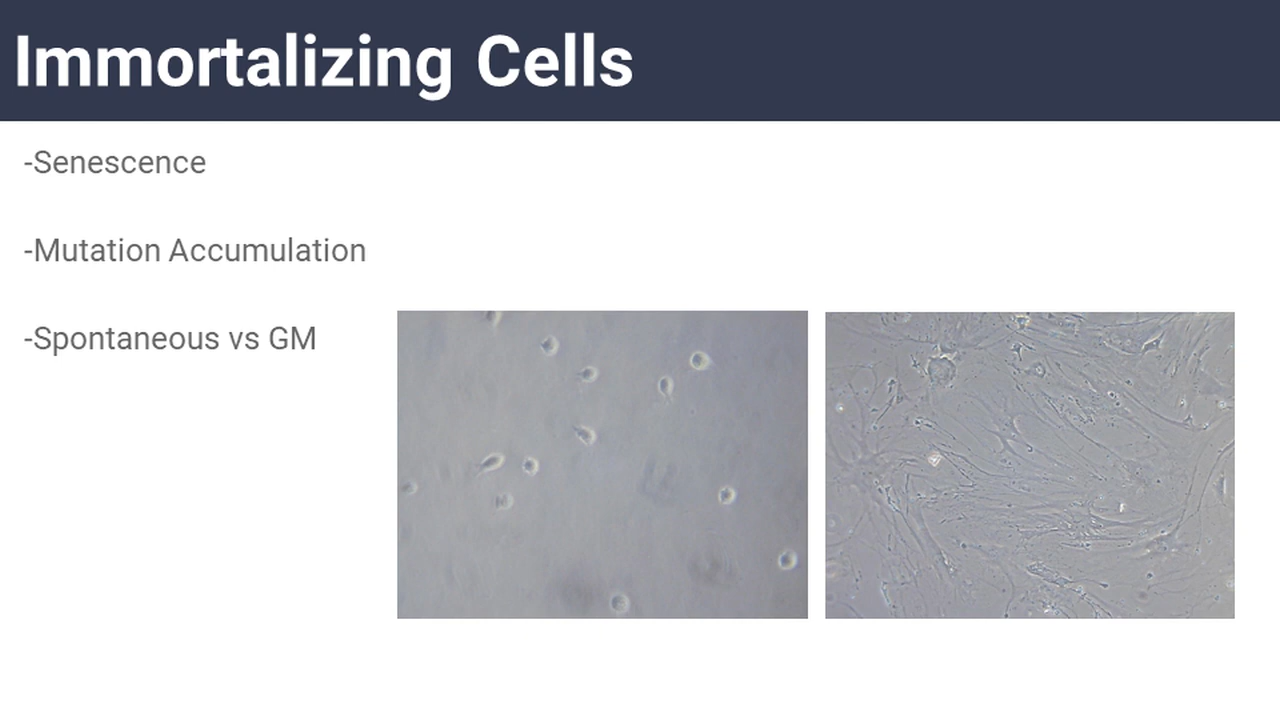 Immortalizing Cells
-Senescence
-Mutation Accumulation
-Spontaneous vs GM